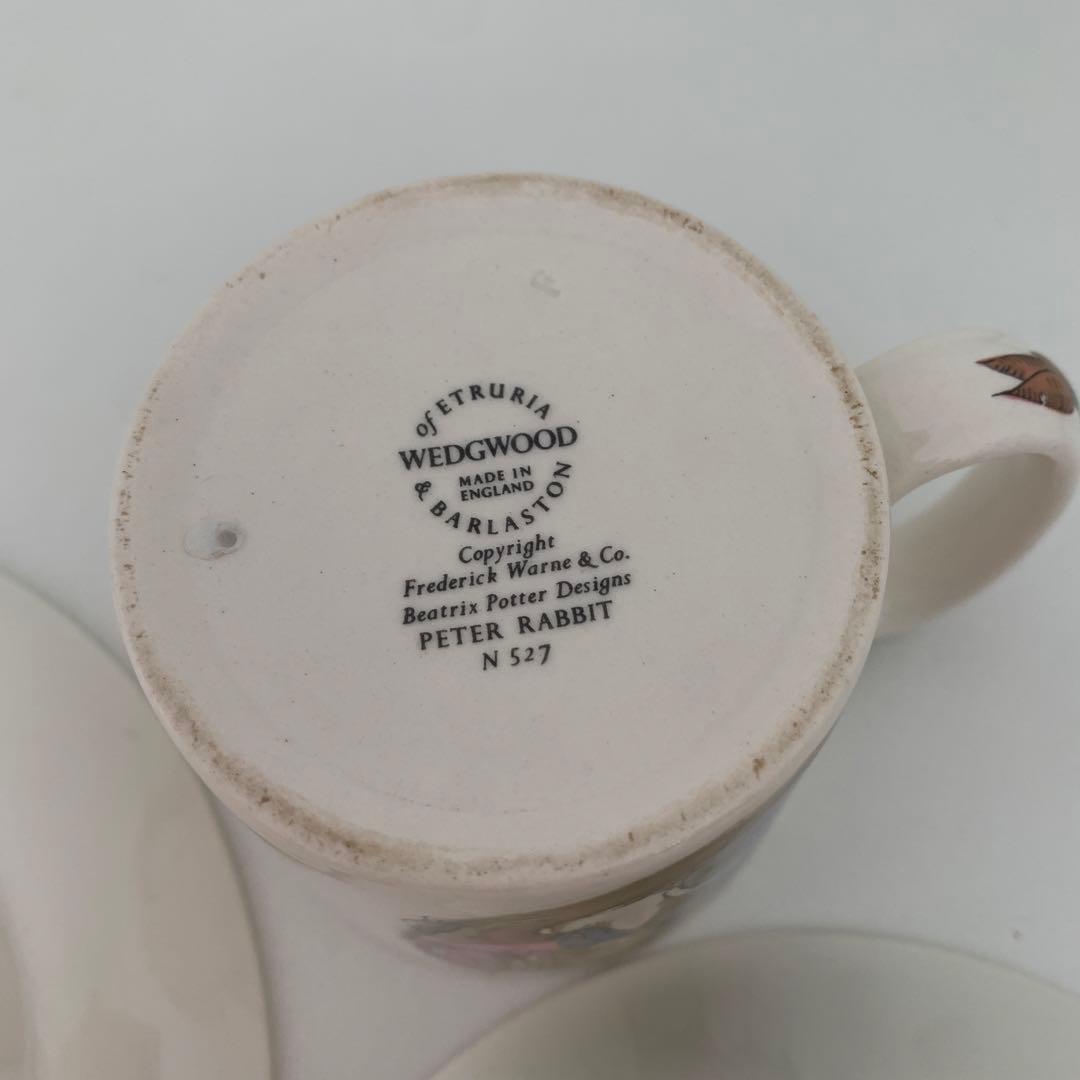 of ETRURIA
WEDGWOOD
MADE IN
ENGLAND
& BARLASTON
Copyright
Frederick Warne & Co.
Beatrix Potter Designs
PETER RABBIT
N 527
F